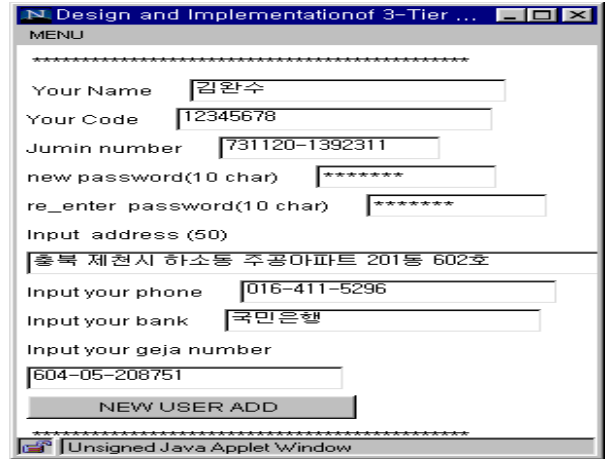 Design and Implementationof 3-Tier ...
MENU
*********************************************
Your Name 김완수
Your Code 12345678
Jumin number 731120-1392311
new password(10 char) *******
re_enter password(10 char) *******
Input address (50)
충북 제천시 하소동 주공아파트 201동 602호
Input your phone 016-411-5296
Input your bank 국민은행
Input your geja number
604-05-208751
NEW USER ADD
*********************************************
Unsigned Java Applet Window